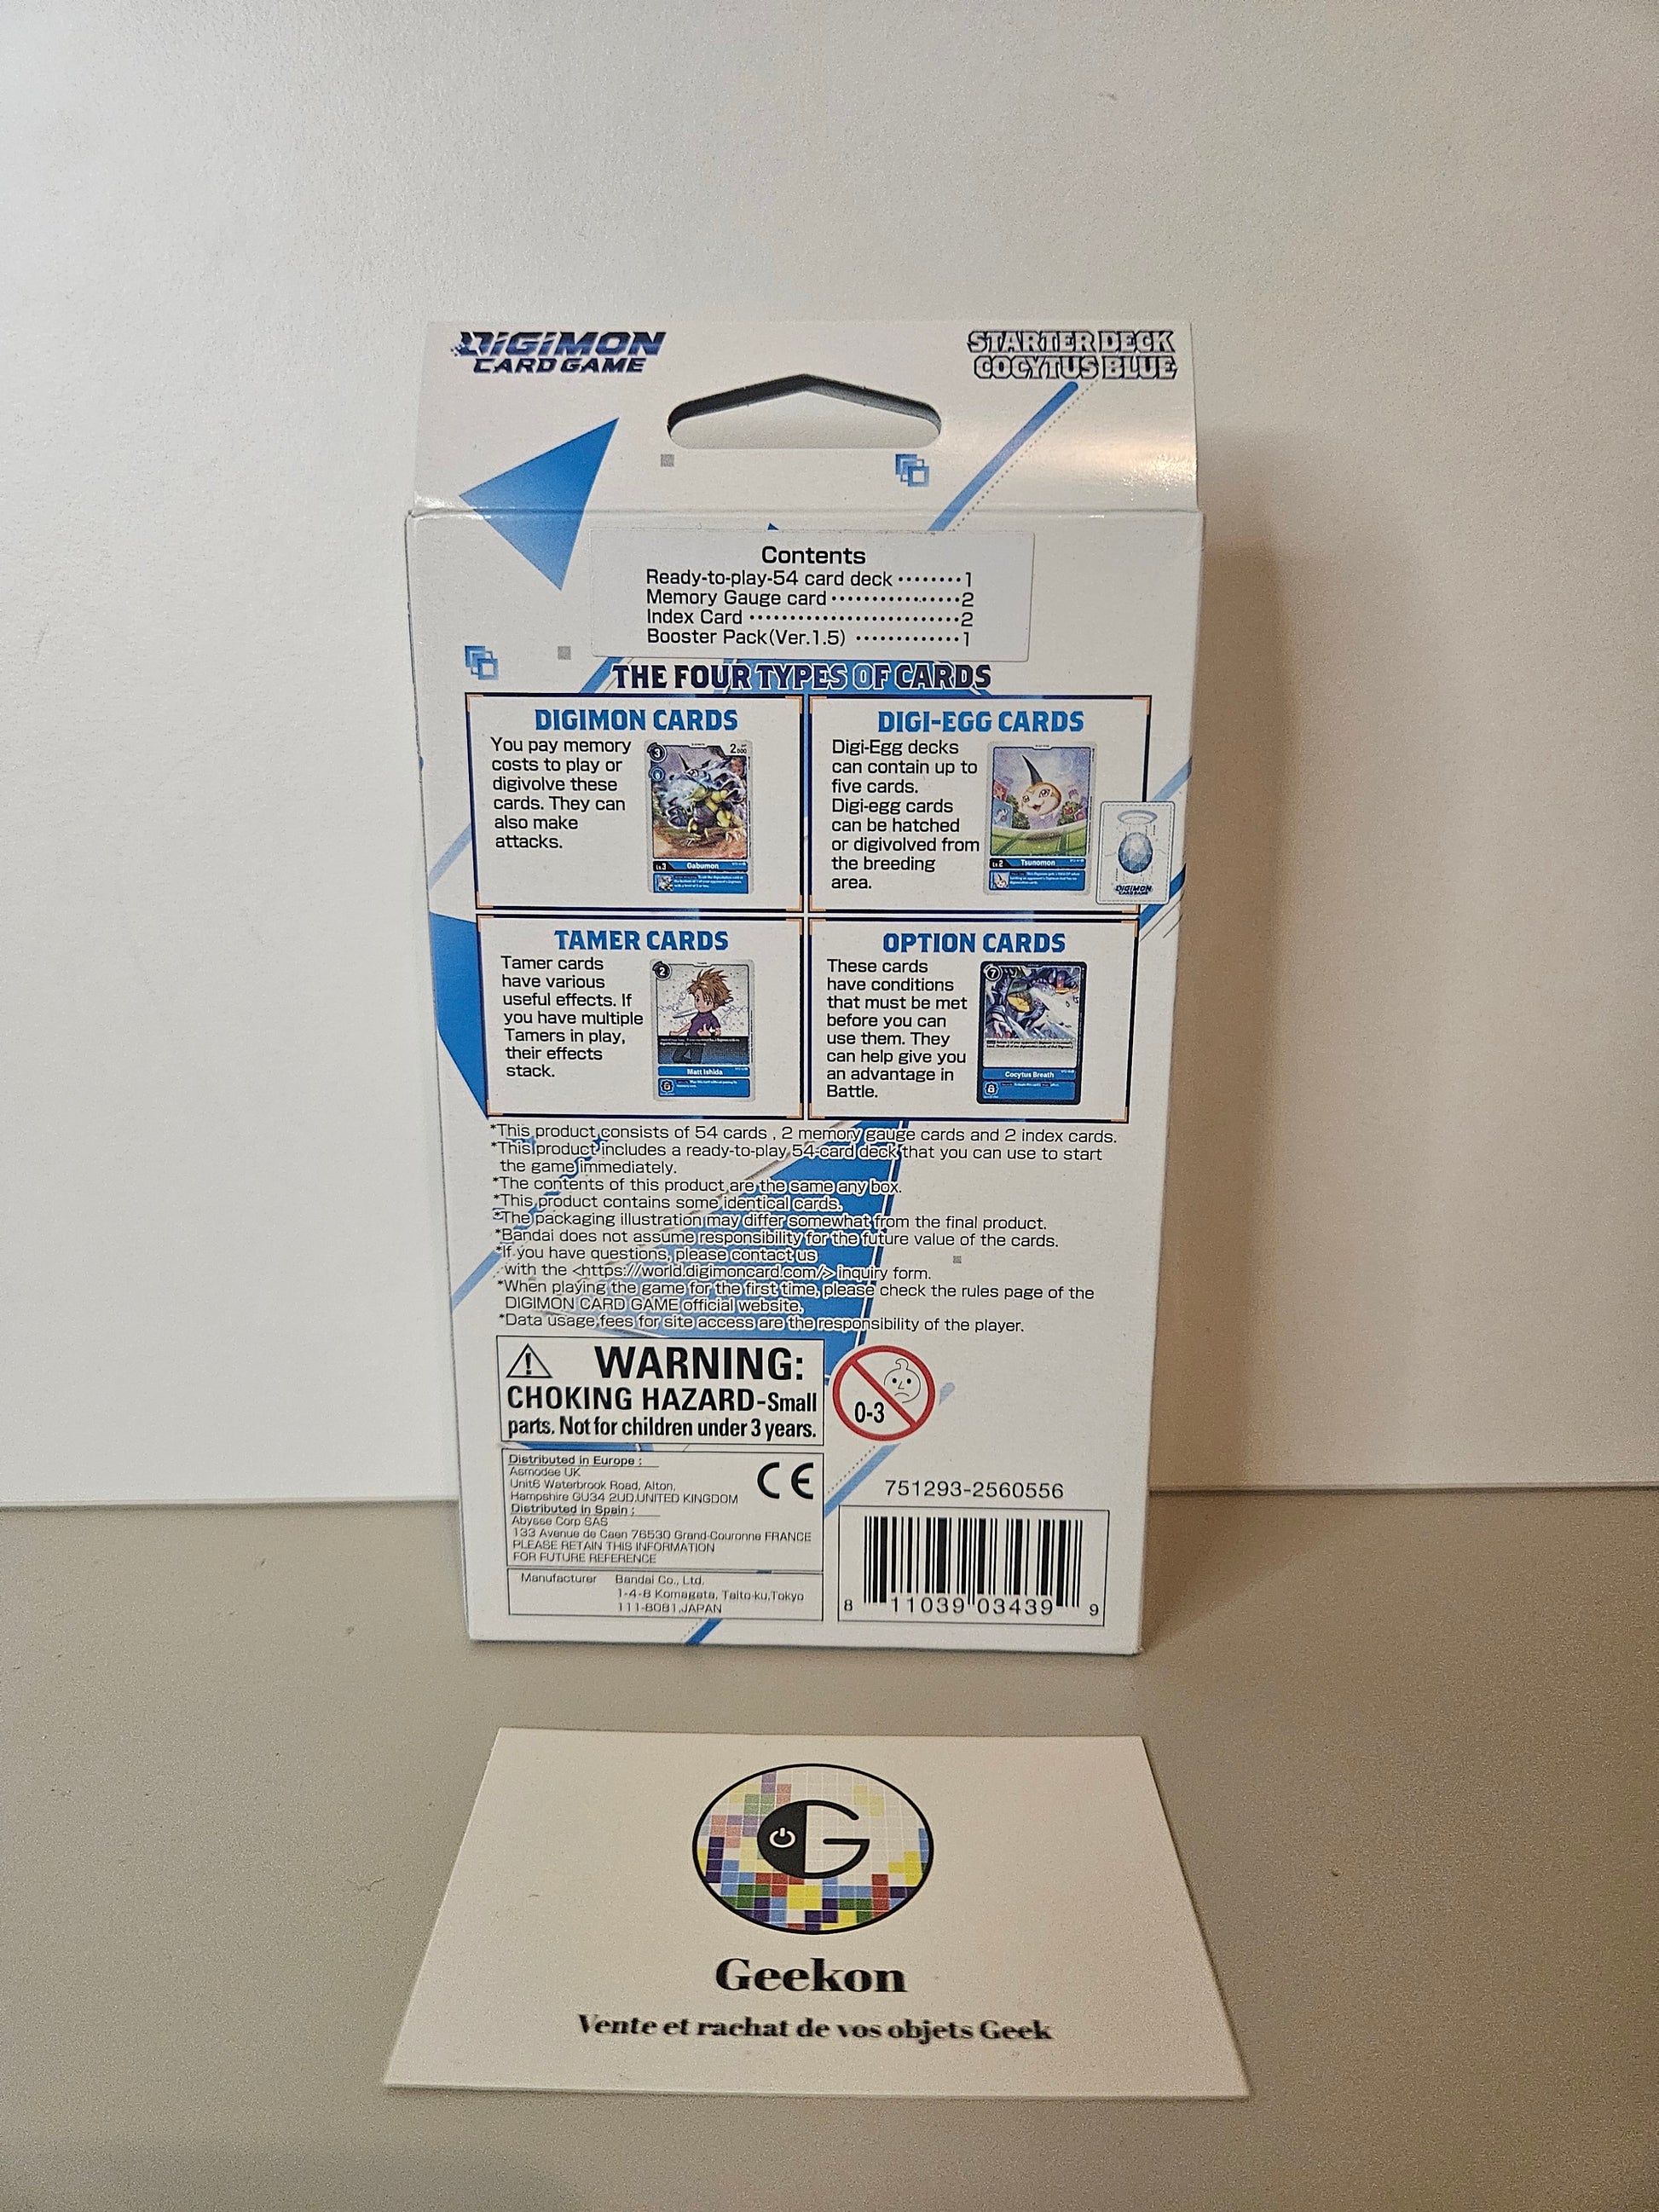 DIGIMON
CARD GAME
STARTER DECK
COCYTUS BLUE
Contents
Ready-to-play-54 card deck ········1
Memory Gauge card ················2
Index Card ··························2
Booster Pack(Ver.1.5) ·············1
THE FOUR TYPES OF CARDS
DIGIMON CARDS
You pay memory
costs to play or
digivolve these
cards. They can
also make
attacks.
3
2000
Lv.3
Gabumon
DIGI-EGG CARDS
Digi-Egg decks
can contain up to
five cards.
Digi-egg cards
can be hatched
or digivolved from
the breeding
area.
Lv.2
Tsunomon
DIGIMON
CARD GAME
TAMER CARDS
Tamer cards
have various
useful effects. If
you have multiple
Tamers in play,
their effects
stack.
2
Matt Ishida
OPTION CARDS
These cards
have conditions
that must be met
before you can
use them. They
can help give you
an advantage in
Battle.
7
Cocytus Breath
*This product consists of 54 cards , 2 memory gauge cards and 2 index cards.
*This product includes a ready-to-play 54-card deck that you can use to start
the game immediately.
*The contents of this product are the same any box.
*This product contains some identical cards.
*The packaging illustration may differ somewhat from the final product.
*Bandai does not assume responsibility for the future value of the cards.
*If you have questions, please contact us
with the <https://world.digimoncard.com/> inquiry form.
*When playing the game for the first time, please check the rules page of the
DIGIMON CARD GAME official website.
*Data usage fees for site access are the responsibility of the player.
WARNING:
CHOKING HAZARD-Small
parts. Not for children under 3 years.
0-3
Distributed in Europe :
Asmodee UK
Unit6 Waterbrook Road, Alton,
Hampshire GU34 2UD.UNITED KINGDOM
Distributed in Spain :
Abysse Corp SAS
133 Avenue de Caen 76530 Grand-Couronne FRANCE
PLEASE RETAIN THIS INFORMATION
FOR FUTURE REFERENCE
CE
Manufacturer Bandai Co., Ltd.
1-4-8 Komagata, Taito-ku,Tokyo
111-8081,JAPAN
751293-2560556
8 11039 03439 9
G
Geekon
Vente et rachat de vos objets Geek